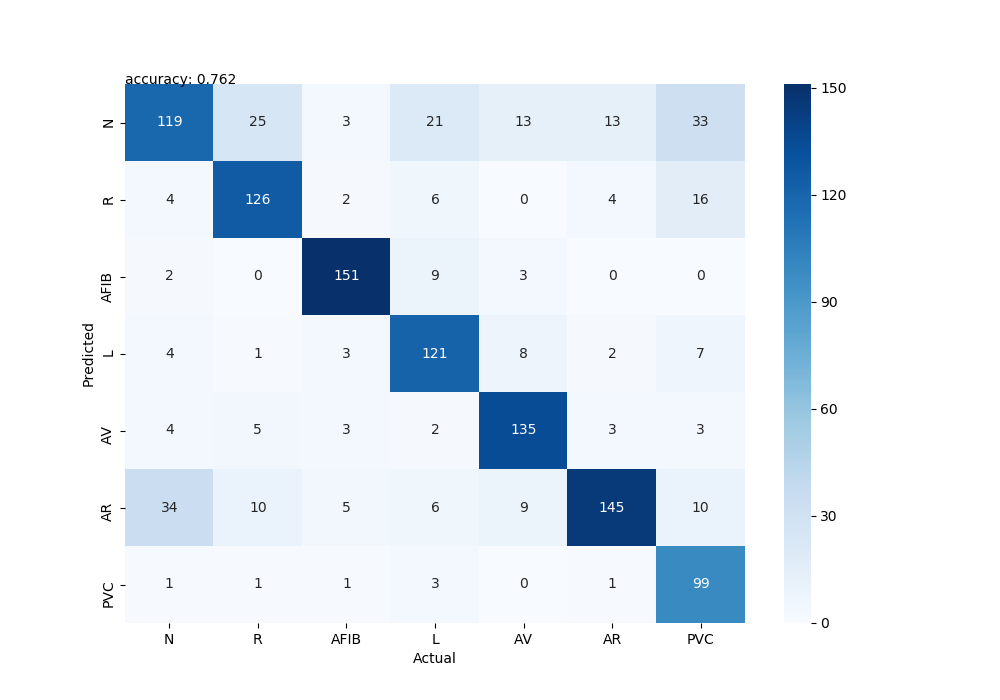 accuracy: 0.762
N 119 25 3 21 13 13 33
R 4 126 2 6 0 4 16
AFIB 2 0 151 9 3 0 0
L 4 1 3 121 8 2 7
AV 4 5 3 2 135 3 3
AR 34 10 5 6 9 145 10
PVC 1 1 1 3 0 1 99
N R AFIB L AV AR PVC
Actual
Predicted
150
120
90
60
30
0